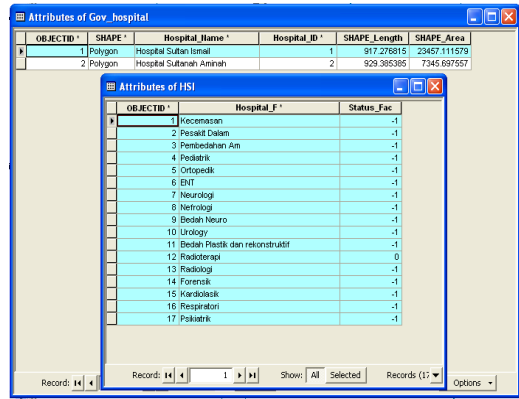 Attributes of Gov_hospital
OBJECTID * SHAPE * Hospital_Name * Hospital_ID * SHAPE_Length SHAPE_Area
1 Polygon Hospital Sultan Ismail 1 917.276815 23457.111579
2 Polygon Hospital Sultanah Aminah 2 929.385385 7345.697557
Attributes of HSI
OBJECTID * Hospital_F * Status_Fac
1 Kecemasan -1
2 Pesakit Dalam -1
3 Pembedahan Am -1
4 Pediatrik -1
5 Ortopedik -1
6 ENT -1
7 Neurologi -1
8 Nefrologi -1
9 Bedah Neuro -1
10 Urology -1
11 Bedah Plastik dan rekonstruktif -1
12 Radioterapi 0
13 Radiologi -1
14 Forensik -1
15 Kardiolasik -1
16 Respiratori -1
17 Psikiatrik -1
Record: 1 Show: All Selected Records (17
Record: Options